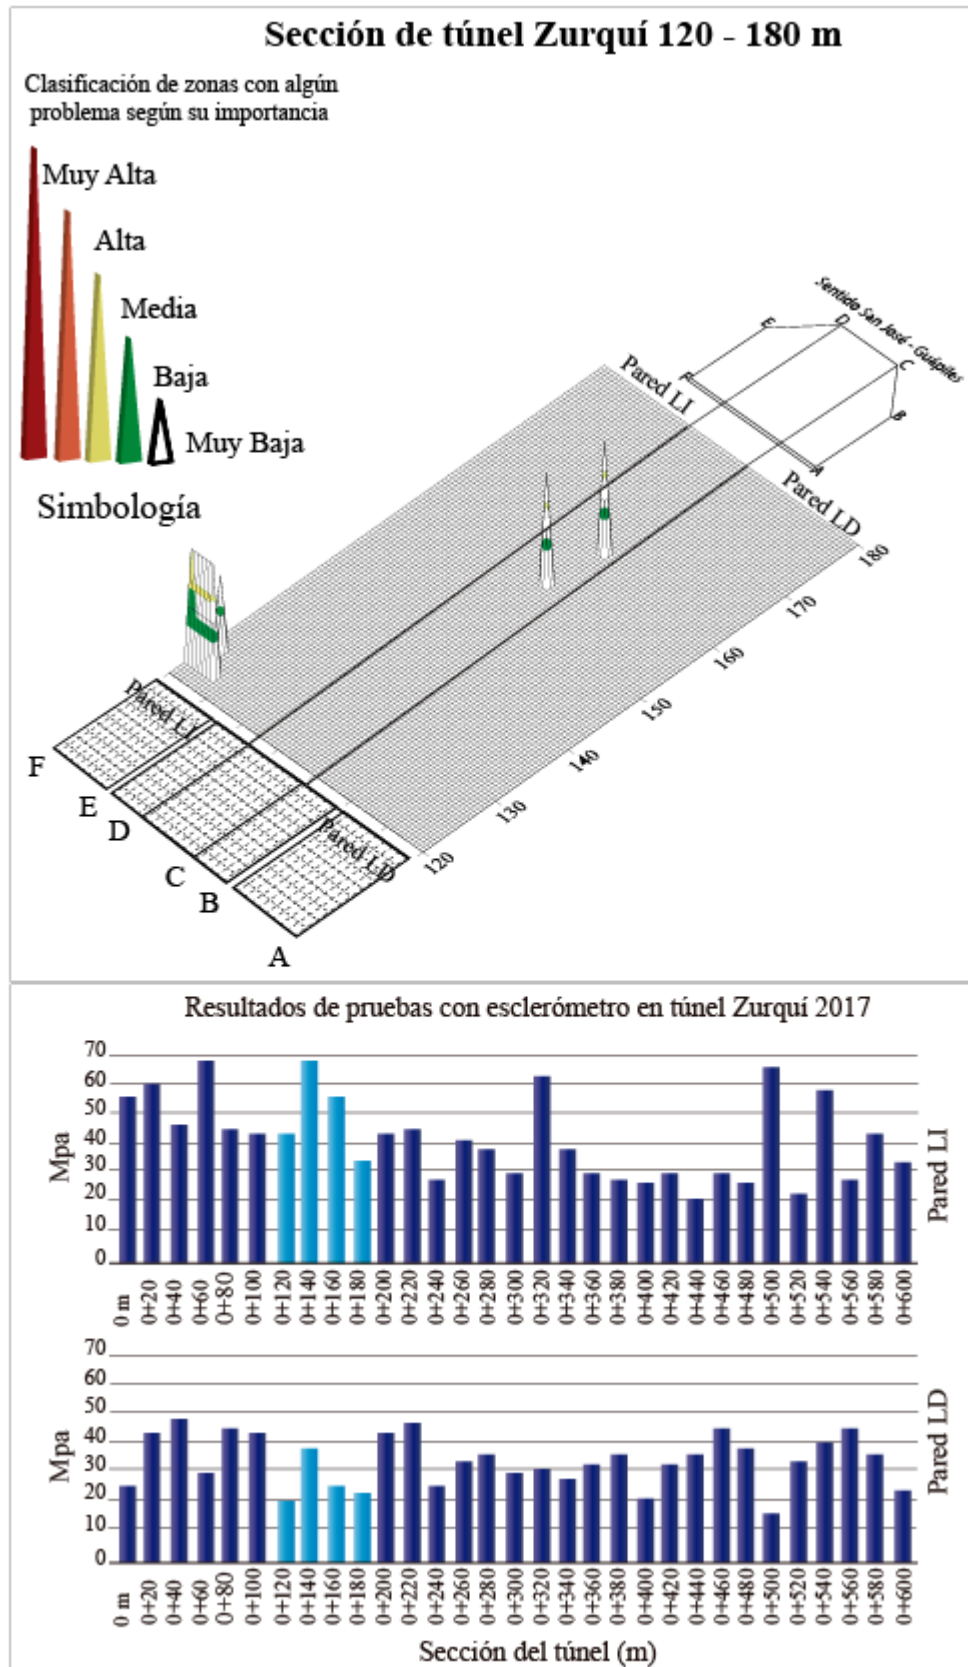 Sección de túnel Zurquí 120 - 180 m
Clasificación de zonas con algún
problema según su importancia
Muy Alta
Alta
Media
Baja
Muy Baja
Simbología
Sentido San José - Guápiles
E
D
C
B
F
A
Pared LI
Pared LD
180
170
160
150
140
130
120
Pared LI
Pared LD
F
E
D
C
B
A
Resultados de pruebas con esclerómetro en túnel Zurquí 2017
70
60
50
40
30
20
10
0
Mpa
Pared LI
0 m
0+20
0+40
0+60
0+80
0+100
0+120
0+140
0+160
0+180
0+200
0+220
0+240
0+260
0+280
0+300
0+320
0+340
0+360
0+380
0+400
0+420
0+440
0+460
0+480
0+500
0+520
0+540
0+560
0+580
0+600
70
60
50
40
30
20
10
0
Mpa
Pared LD
0 m
0+20
0+40
0+60
0+80
0+100
0+120
0+140
0+180
0+180
0+200
0+220
0+240
0+260
0+280
0+300
0+320
0+340
0+360
0+380
0+400
0+420
0+440
0+460
0+480
0+500
0+520
0+540
0+560
0+580
0+600
Sección del túnel (m)